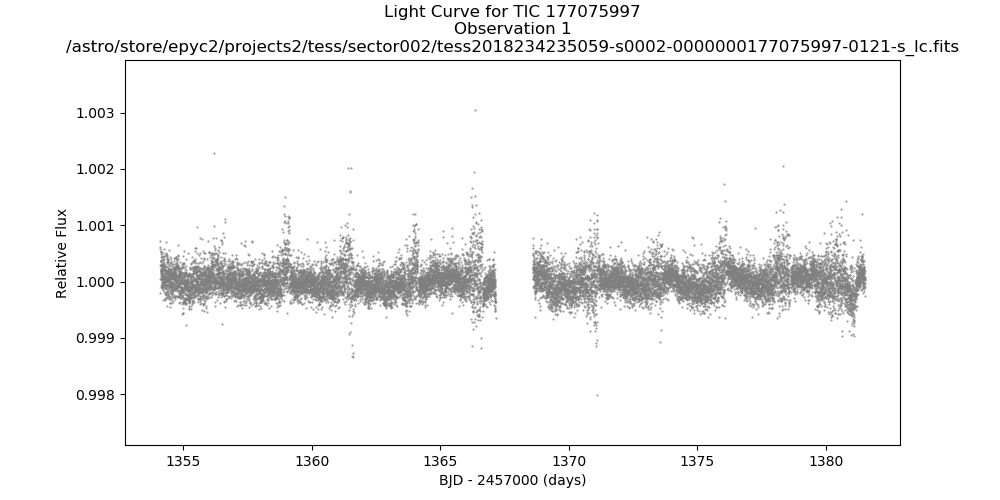 Light Curve for TIC 177075997
Observation 1
/astro/store/epyc2/projects2/tess/sector002/tess2018234235059-s0002-0000000177075997-0121-s_lc.fits
1.003
1.002
1.001
1.000
0.999
0.998
Relative Flux
1355
1360
1365
1370
1375
1380
BJD - 2457000 (days)